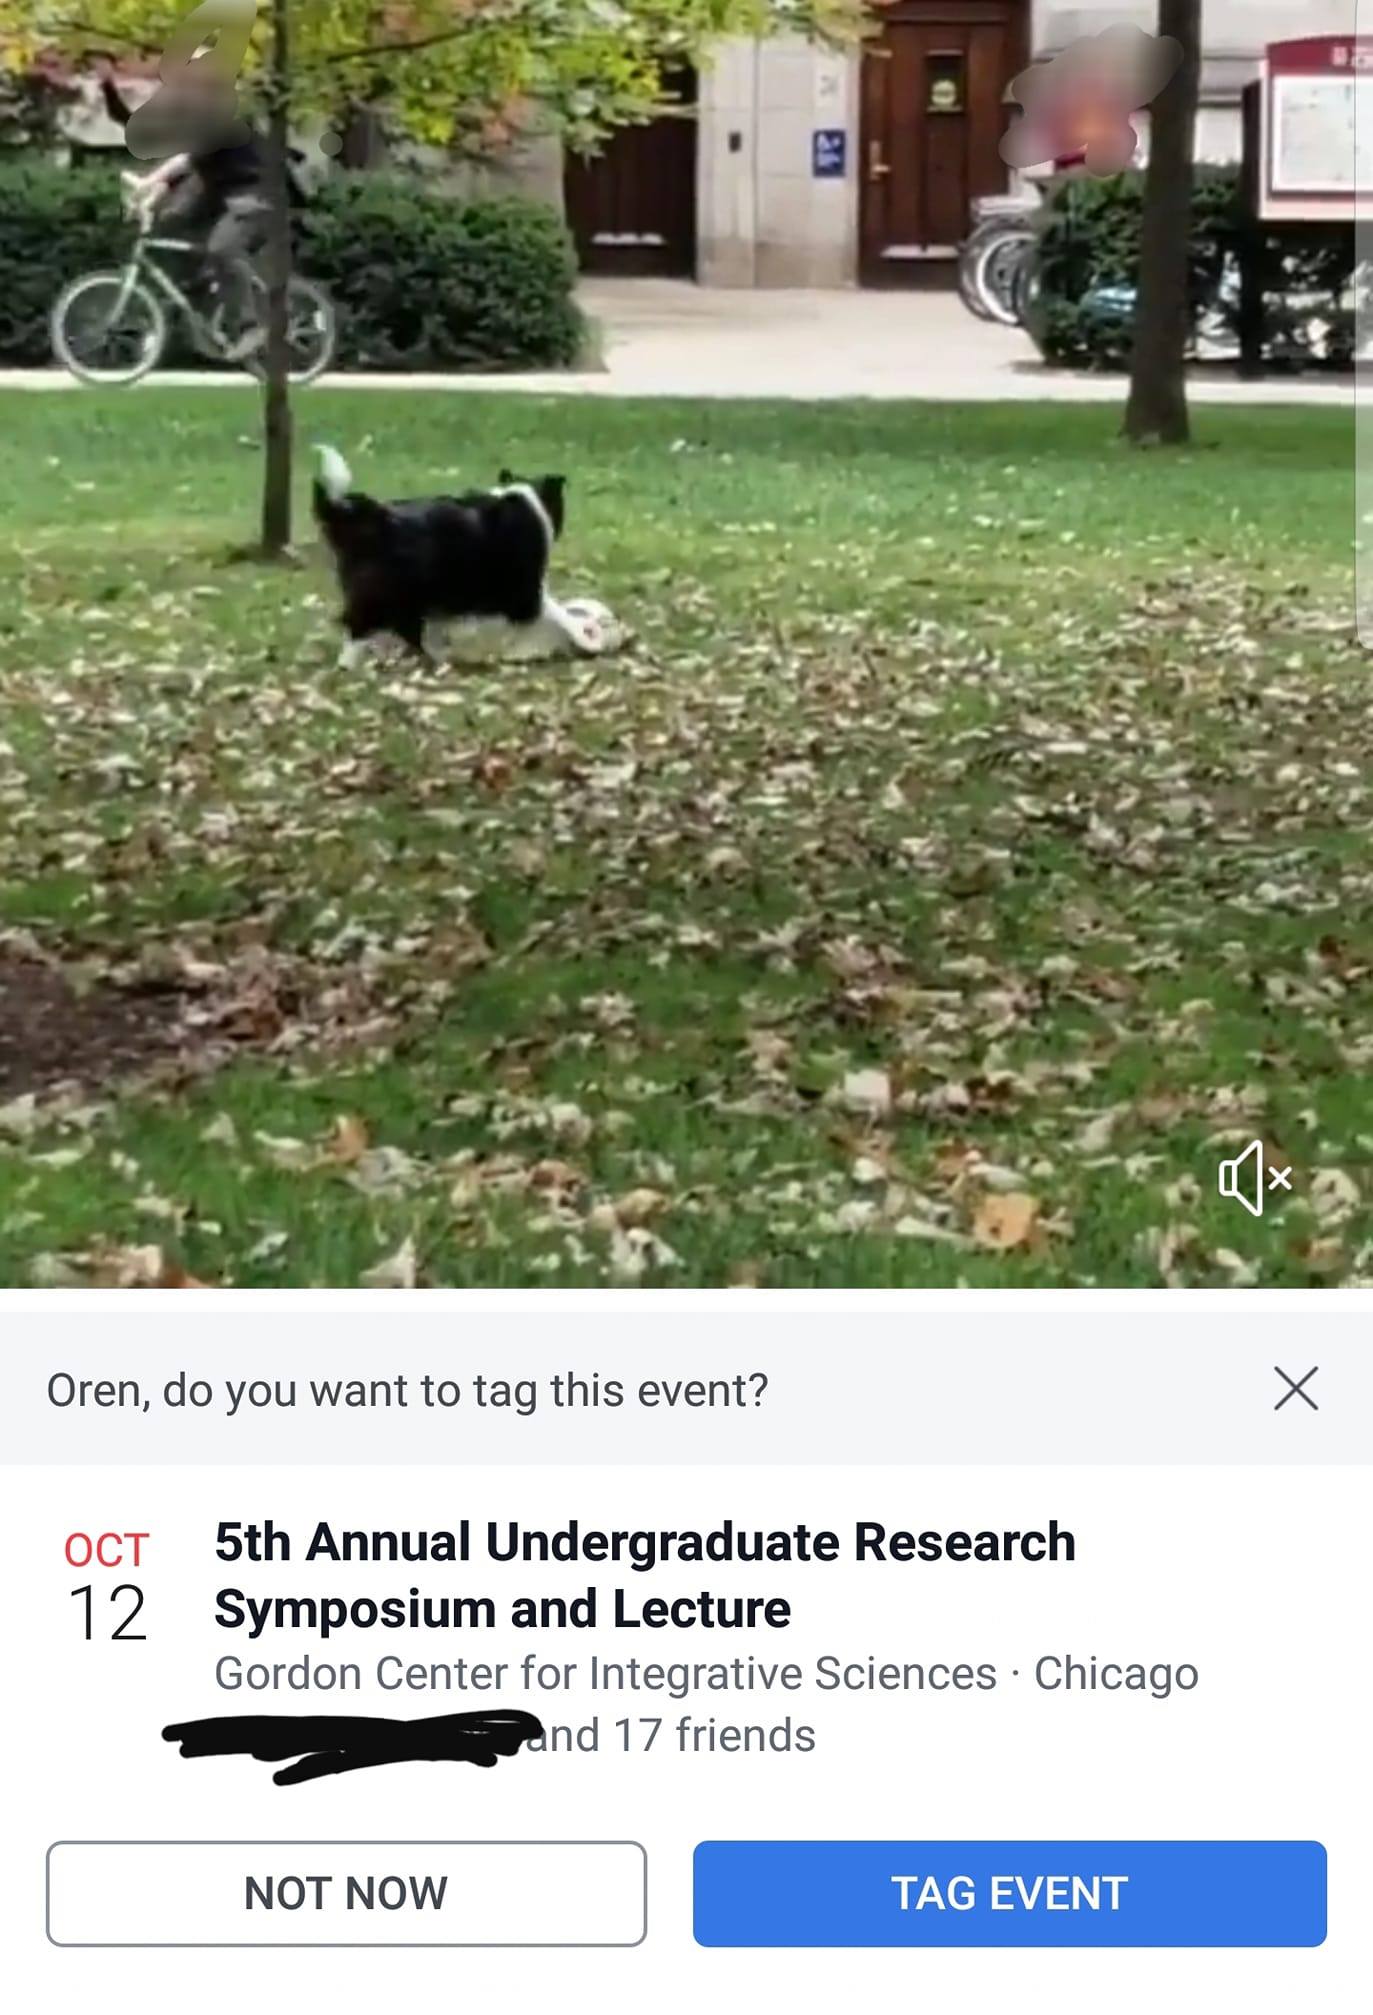 Oren, do you want to tag this event?
OCT
12
5th Annual Undergraduate Research
Symposium and Lecture
Gordon Center for Integrative Sciences · Chicago
and 17 friends
NOT NOW
TAG EVENT